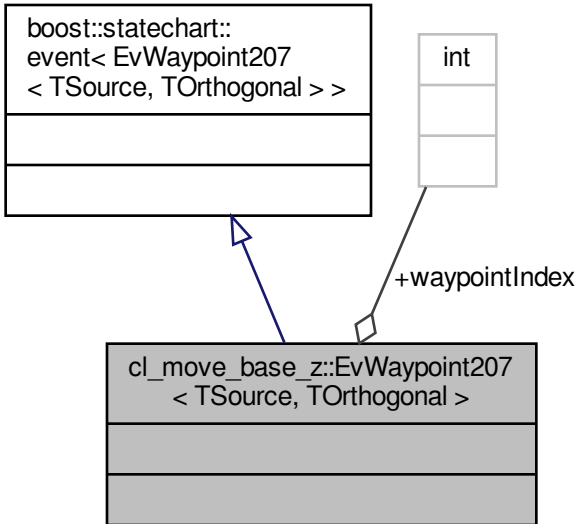 boost::statechart::
event< EvWaypoint207
< TSource, TOrthogonal > >
int
+waypointIndex
cl_move_base_z::EvWaypoint207
< TSource, TOrthogonal >